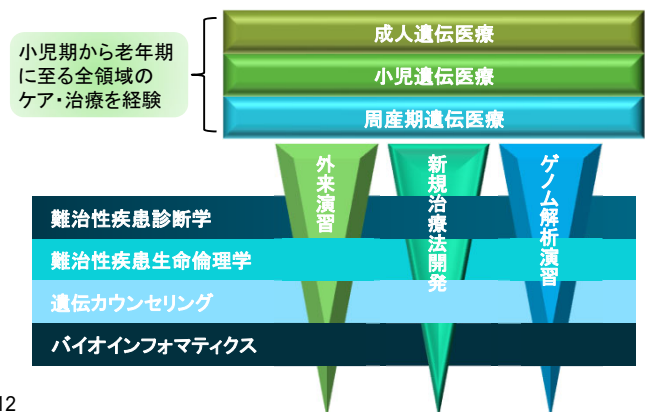 小児期から老年期
に至る全領域の
ケア・治療を経験
成人遺伝医療
小児遺伝医療
周産期遺伝医療
外来演習
新規治療法開発
ゲノム解析演習
難治性疾患診断学
難治性疾患生命倫理学
遺伝カウンセリング
バイオインフォマティクス
12